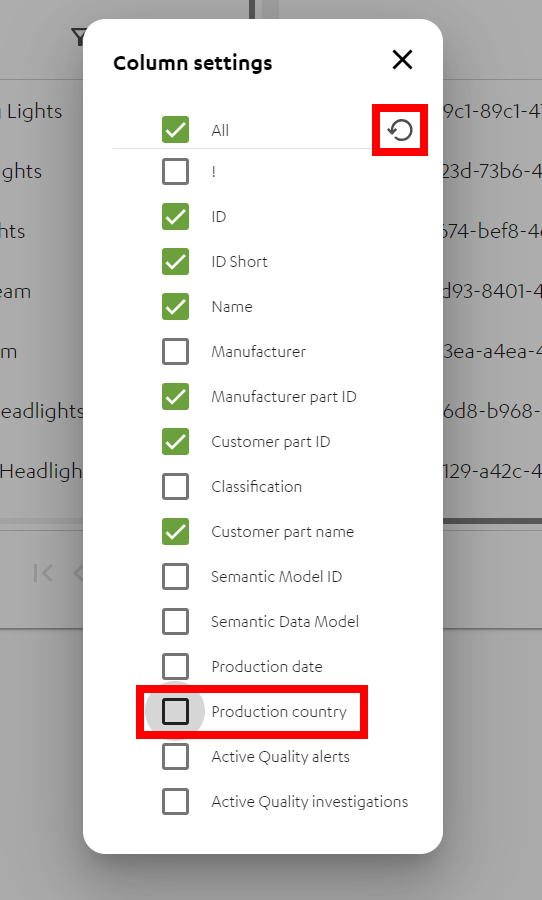 Column settings
All
!
ID
ID Short
Name
Manufacturer
Manufacturer part ID
Customer part ID
Classification
Customer part name
Semantic Model ID
Semantic Data Model
Production date
Production country
Active Quality alerts
Active Quality investigations
Lights
9c1-89c1-4
ights
23d-73b6-4
hts
674-bef8-4
eam
d93-8401-4
m
3ea-a4ea-4
eadlights
6d8-b968-
Headligh
129-a42c-4